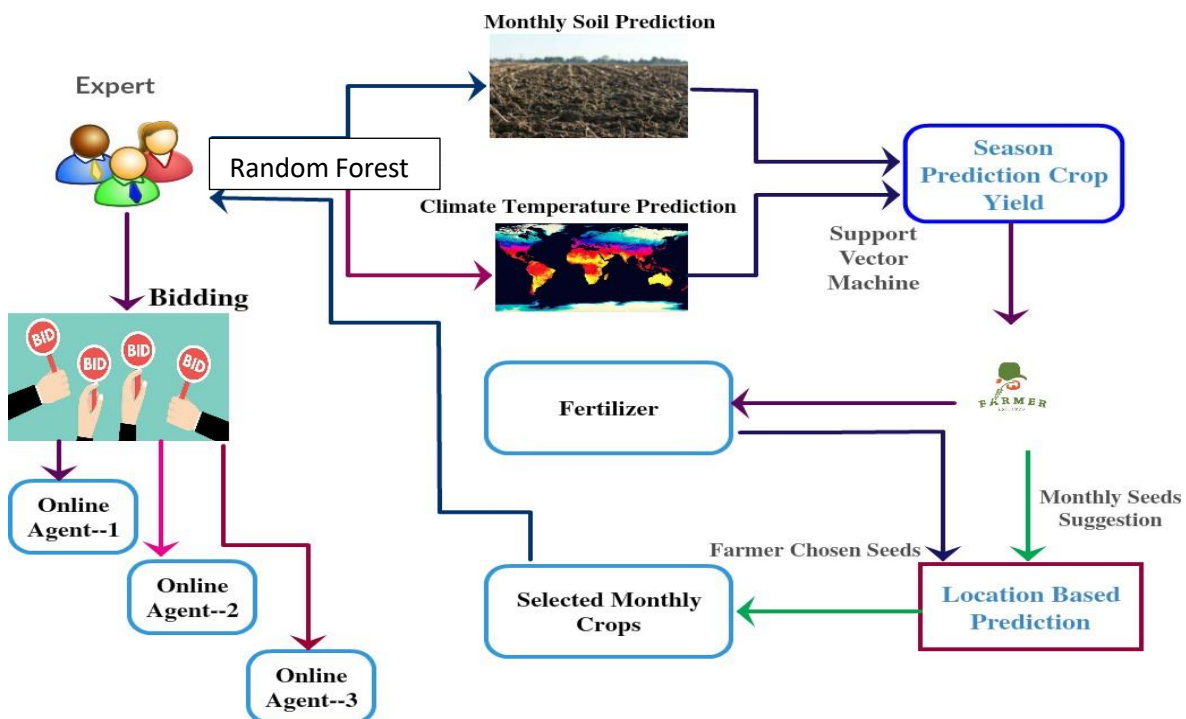 Monthly Soil Prediction
Expert
Random Forest
Season
Prediction Crop
Yield
Climate Temperature Prediction
Support
Vector
Machine
Bidding
BID
BID
BID
BID
Fertilizer
FARMER
Online
Agent--1
Monthly Seeds
Suggestion
Farmer Chosen Seeds
Online
Agent--2
Selected Monthly
Crops
Location Based
Prediction
Online
Agent--3